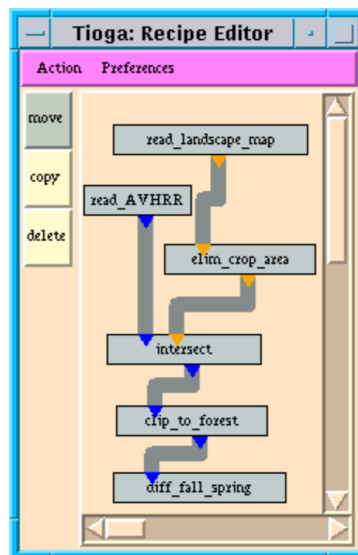 Tioga: Recipe Editor
Action Preferences
move
copy
delete
read_landscape_map
read_AVHRR
elim_crop_area
intersect
clip_to_forest
diff_fall_spring